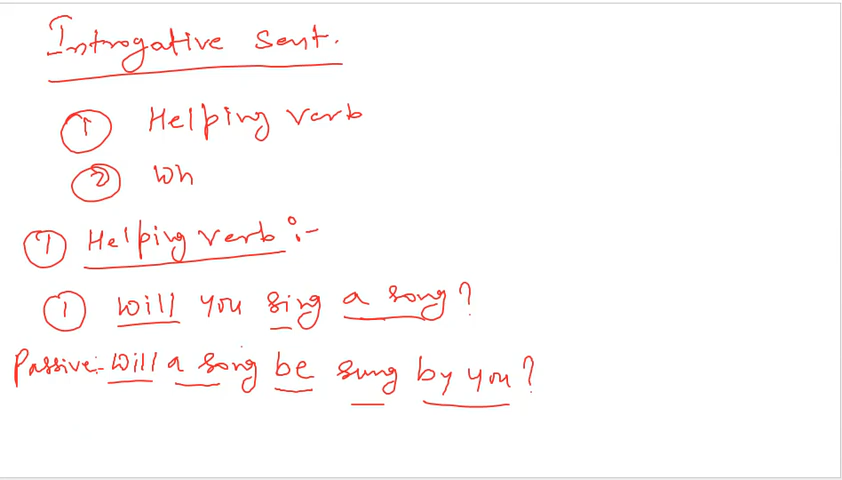 Introgative Sent.
① Helping verb
② Wh
① Helping verb :-
① Will you sing a song?
Passive:- Will a song be sung by you?